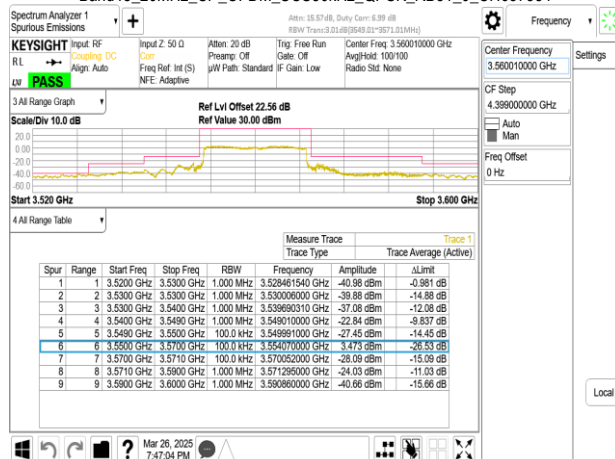 Spectrum Analyzer 1
Spurious Emissions
Attn: 15.57dB, Duty Corr: 6.99 dB
RBW Trans:3.01dB(3549.01~3571.01MHz)
Frequency
Settings
KEYSIGHT
RL
LXI
PASS
Input: RF
Coupling: DC
Align: Auto
Input Z: 50 Ω
Corr
Freq Ref: Int (S)
NFE: Adaptive
Atten: 20 dB
Preamp: Off
µW Path: Standard
Trig: Free Run
Gate: Off
IF Gain: Low
Center Freq: 3.560010000 GHz
Avg|Hold: 100/100
Radio Std: None
Center Frequency
3.560010000 GHz
CF Step
4.399000000 GHz
Auto
Man
Freq Offset
0 Hz
3 All Range Graph
Scale/Div 10.0 dB
Ref Lvl Offset 22.56 dB
Ref Value 30.00 dBm
20.0
0.00
-20.0
-40.0
-60.0
Start 3.520 GHz
Stop 3.600 GHz
4 All Range Table
Measure Trace Trace 1
Trace Type Trace Average (Active)
Spur Range Start Freq Stop Freq RBW Frequency Amplitude ΔLimit
1 1 3.5200 GHz 3.5300 GHz 1.000 MHz 3.528461540 GHz -40.98 dBm -0.981 dB
2 2 3.5300 GHz 3.5300 GHz 1.000 MHz 3.530006000 GHz -39.88 dBm -14.88 dB
3 3 3.5300 GHz 3.5400 GHz 1.000 MHz 3.539690310 GHz -37.08 dBm -12.08 dB
4 4 3.5400 GHz 3.5490 GHz 1.000 MHz 3.549010000 GHz -22.84 dBm -9.837 dB
5 5 3.5490 GHz 3.5500 GHz 100.0 kHz 3.549991000 GHz -27.45 dBm -14.45 dB
6 6 3.5500 GHz 3.5700 GHz 100.0 kHz 3.554070000 GHz 3.473 dBm -26.53 dB
7 7 3.5700 GHz 3.5710 GHz 100.0 kHz 3.570052000 GHz -28.09 dBm -15.09 dB
8 8 3.5710 GHz 3.5900 GHz 1.000 MHz 3.571295000 GHz -24.03 dBm -11.03 dB
9 9 3.5900 GHz 3.6000 GHz 1.000 MHz 3.590860000 GHz -40.66 dBm -15.66 dB
Local
?
Mar 26, 2025
7:47:04 PM